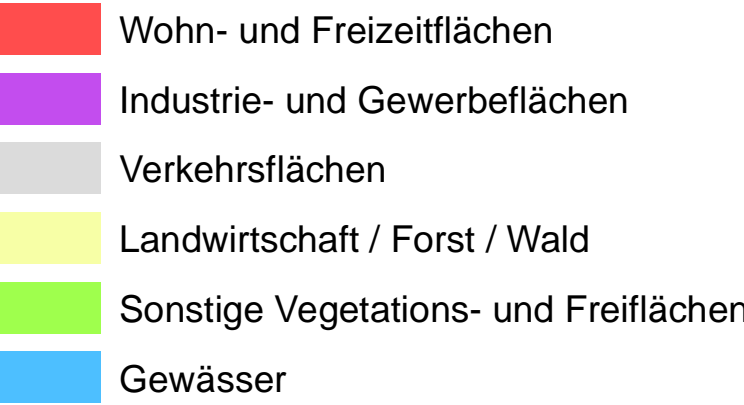 Wohn- und Freizeitflächen
Industrie- und Gewerbeflächen
Verkehrsflächen
Landwirtschaft / Forst / Wald
Sonstige Vegetations- und Freiflächen
Gewässer